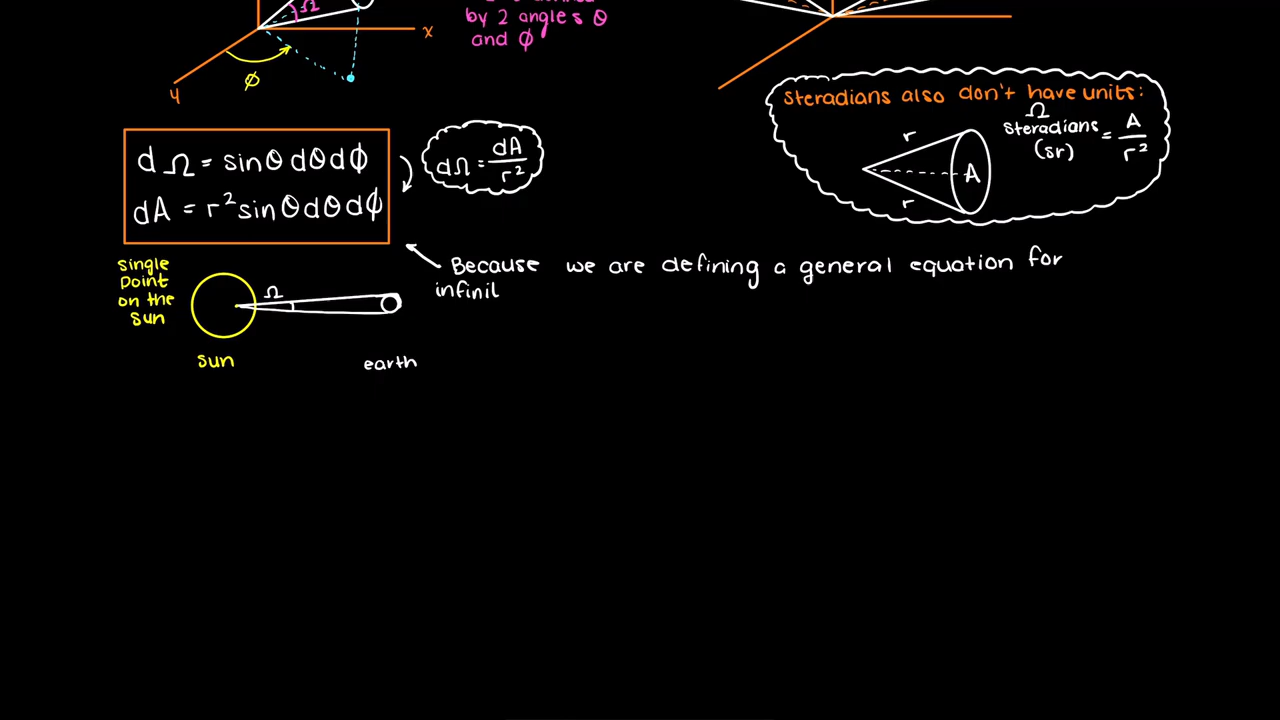 Ω
x
by 2 angles θ
and ϕ
ϕ
y
steradians also don't have units:
Ω
steradians
(sr)
= A
r²
r
A
r
dΩ = sinθ dθ dϕ
dA = r² sinθ dθ dϕ
dΩ = dA
r²
single
point
on the
sun
Ω
sun
earth
Because we are defining a general equation for
infinil